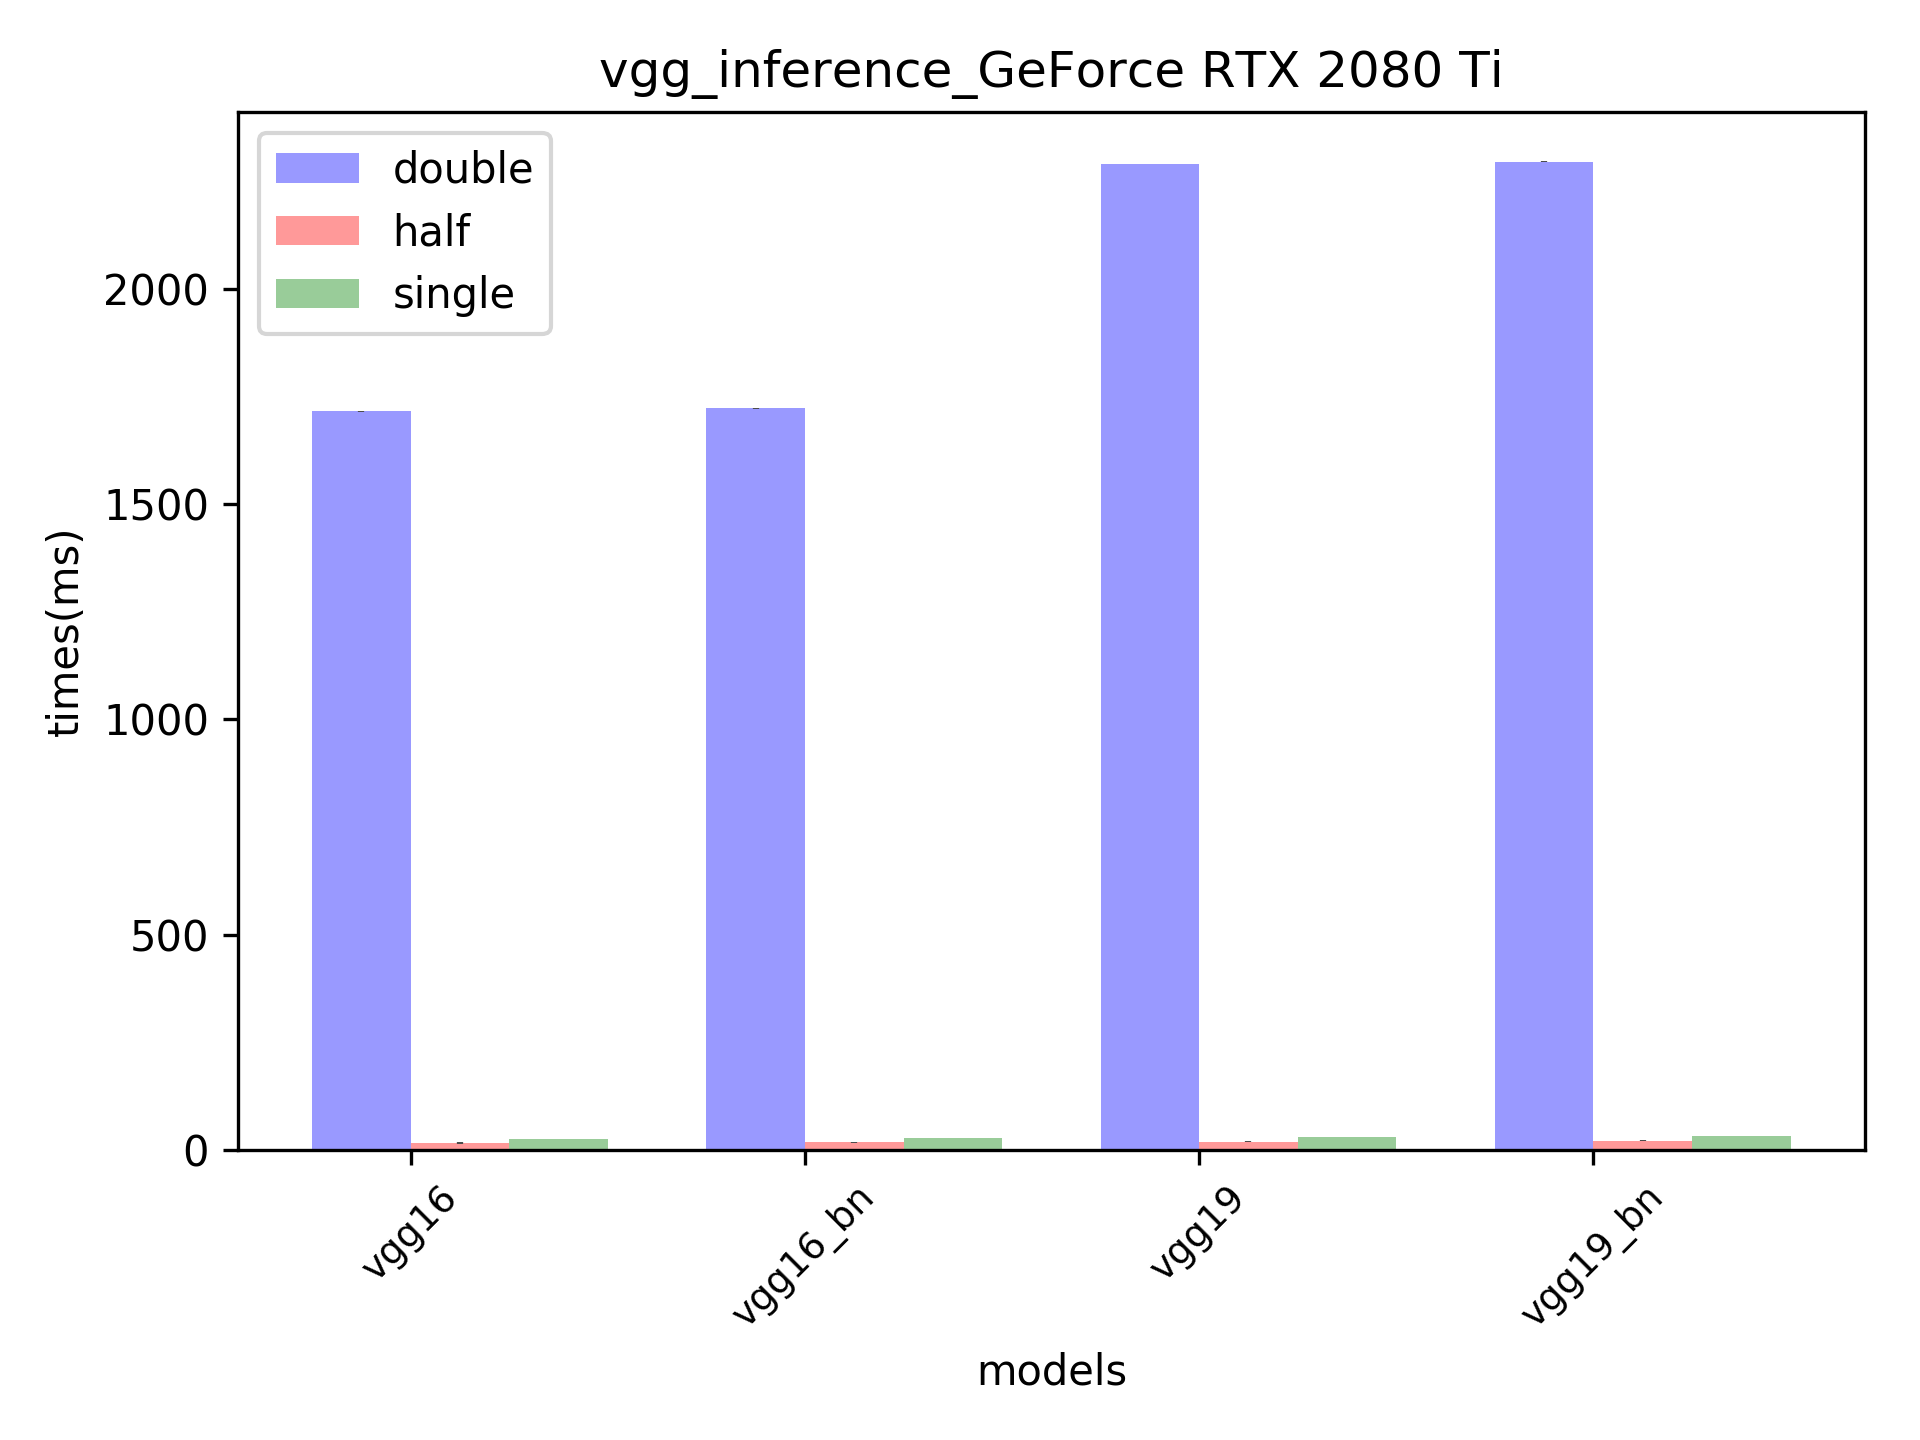 vgg_inference_GeForce RTX 2080 Ti
double
half
single
times(ms)
2000
1500
1000
500
0
vgg16
vgg16_bn
vgg19
vgg19_bn
models